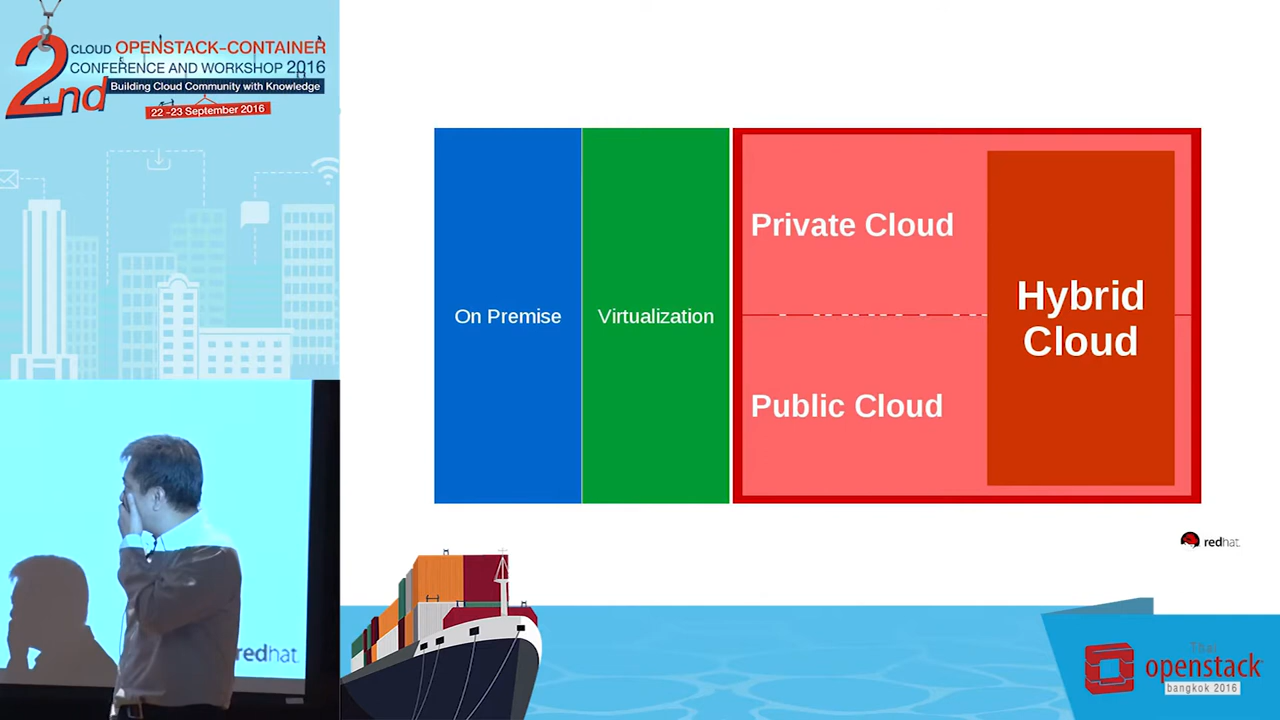 2nd
CLOUD OPENSTACK-CONTAINER
CONFERENCE AND WORKSHOP 2016
Building Cloud Community with Knowledge
22 -23 September 2016
On Premise
Virtualization
Private Cloud
Public Cloud
Hybrid
Cloud
redhat.
redhat.
Thai
openstack
bangkok 2016